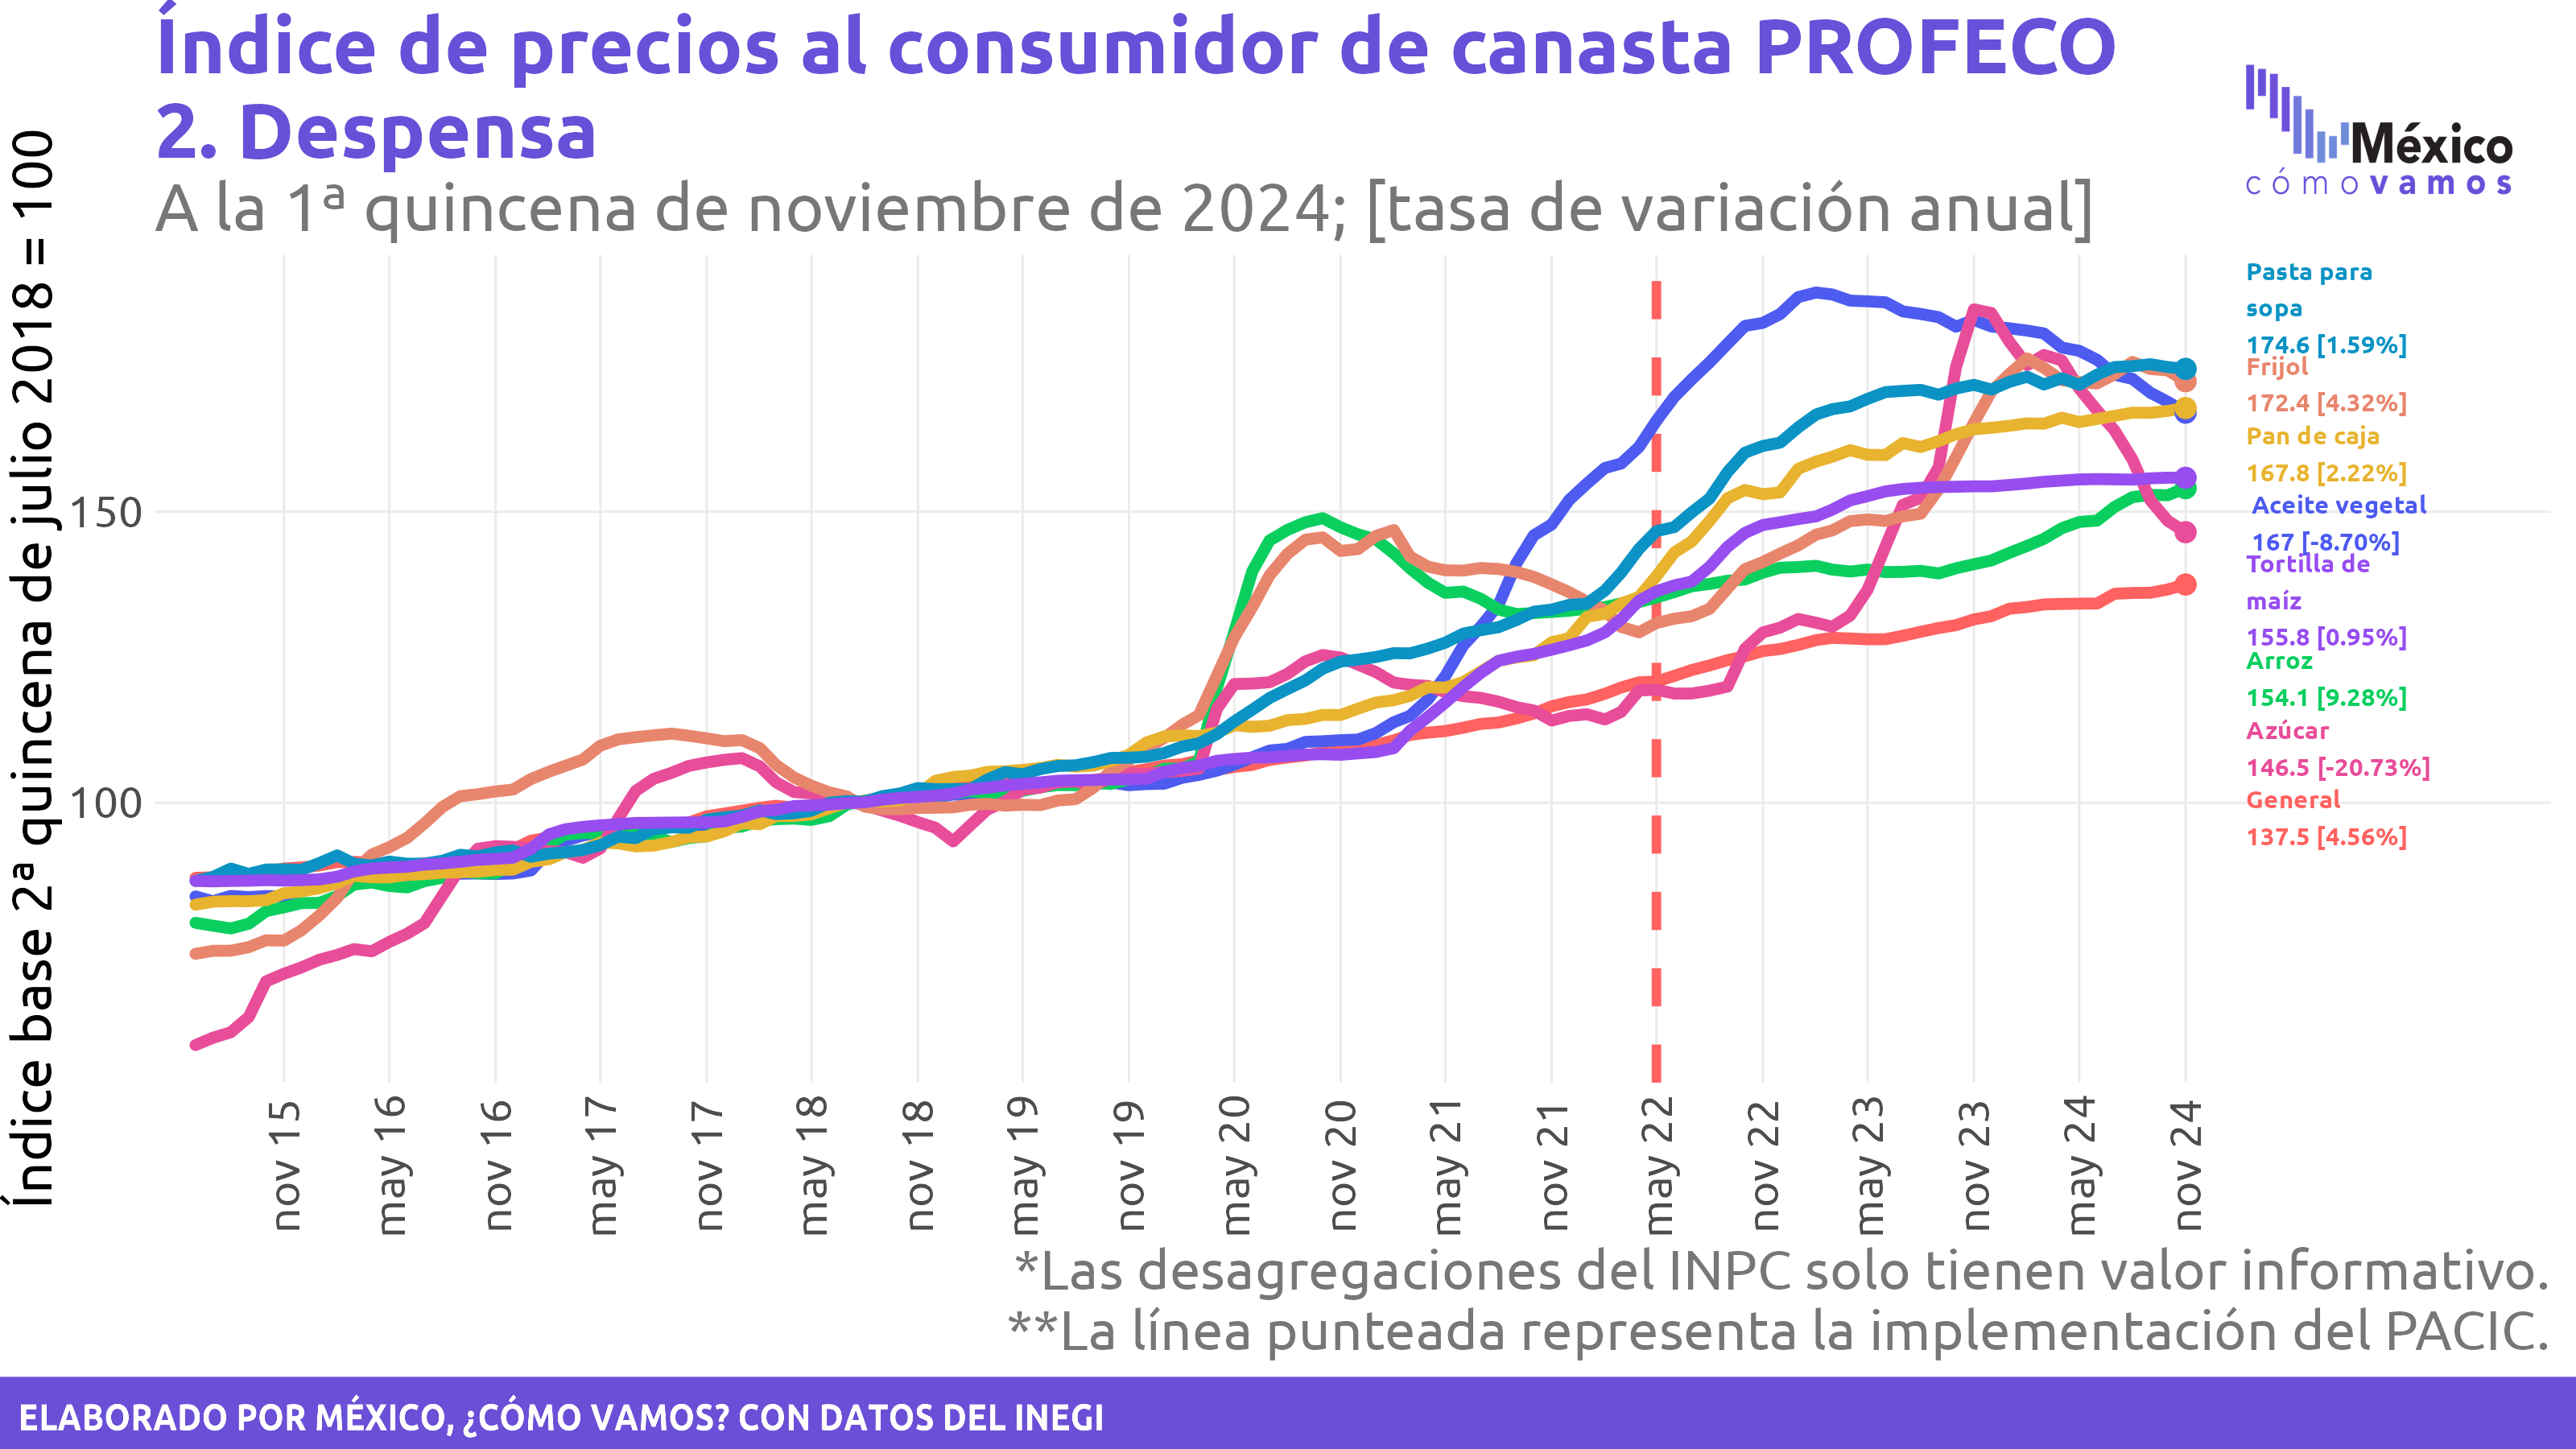 Índice de precios al consumidor de canasta PROFECO
2. Despensa
A la 1ª quincena de noviembre de 2024; [tasa de variación anual]
México
cómo vamos
Índice base 2ª quincena de julio 2018 = 100
150
100
Pasta para
sopa
174.6 [1.59%]
Frijol
172.4 [4.32%]
Pan de caja
167.8 [2.22%]
Aceite vegetal
167 [-8.70%]
Tortilla de
maíz
155.8 [0.95%]
Arroz
154.1 [9.28%]
Azúcar
146.5 [-20.73%]
General
137.5 [4.56%]
nov 15
may 16
nov 16
may 17
nov 17
may 18
nov 18
may 19
nov 19
may 20
nov 20
may 21
nov 21
may 22
nov 22
may 23
nov 23
may 24
nov 24
*Las desagregaciones del INPC solo tienen valor informativo.
**La línea punteada representa la implementación del PACIC.
ELABORADO POR MÉXICO, ¿CÓMO VAMOS? CON DATOS DEL INEGI